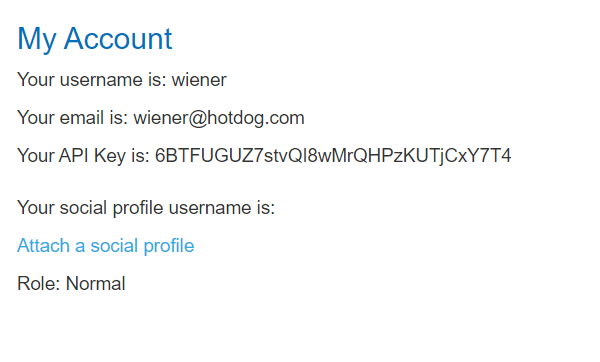 My Account
Your username is: wiener
Your email is: wiener@hotdog.com
Your API Key is: 6BTFUGUZ7stvQI8wMrQHPzKUTjCxY7T4
Your social profile username is:
Attach a social profile
Role: Normal